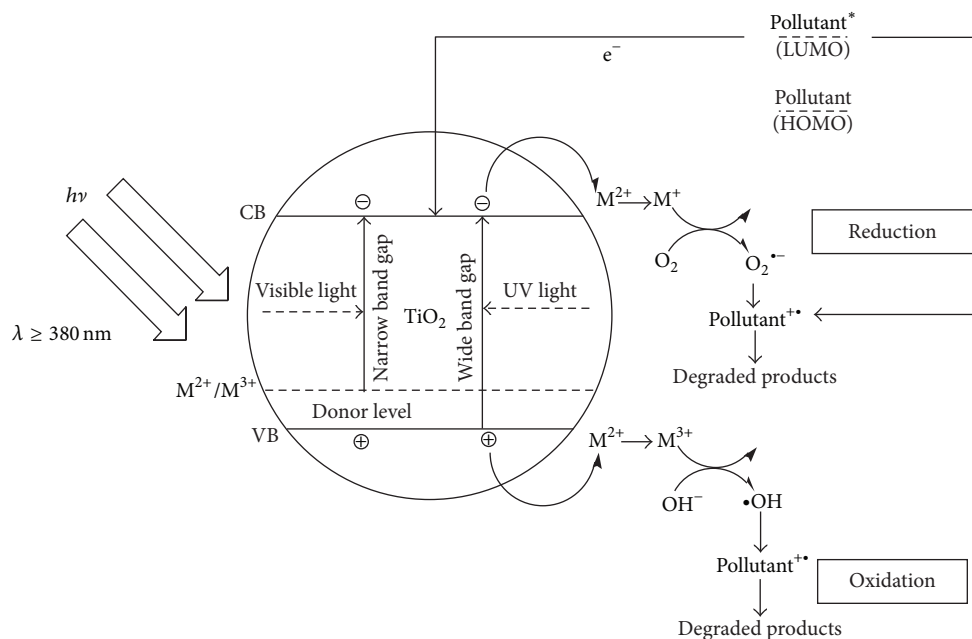 Pollutant*
(LUMO)
e⁻
Pollutant
(HOMO)
hν
CB
⊖ ⊖
M²⁺ → M⁺
Reduction
O₂ O₂•⁻
Visible light
Narrow band gap
TiO₂
Wide band gap
UV light
λ ≥ 380 nm
Pollutant⁺•
Degraded products
M²⁺/M³⁺
Donor level
VB
⊕ ⊕
M²⁺ → M³⁺
OH⁻ •OH
Pollutant⁺•
Oxidation
Degraded products